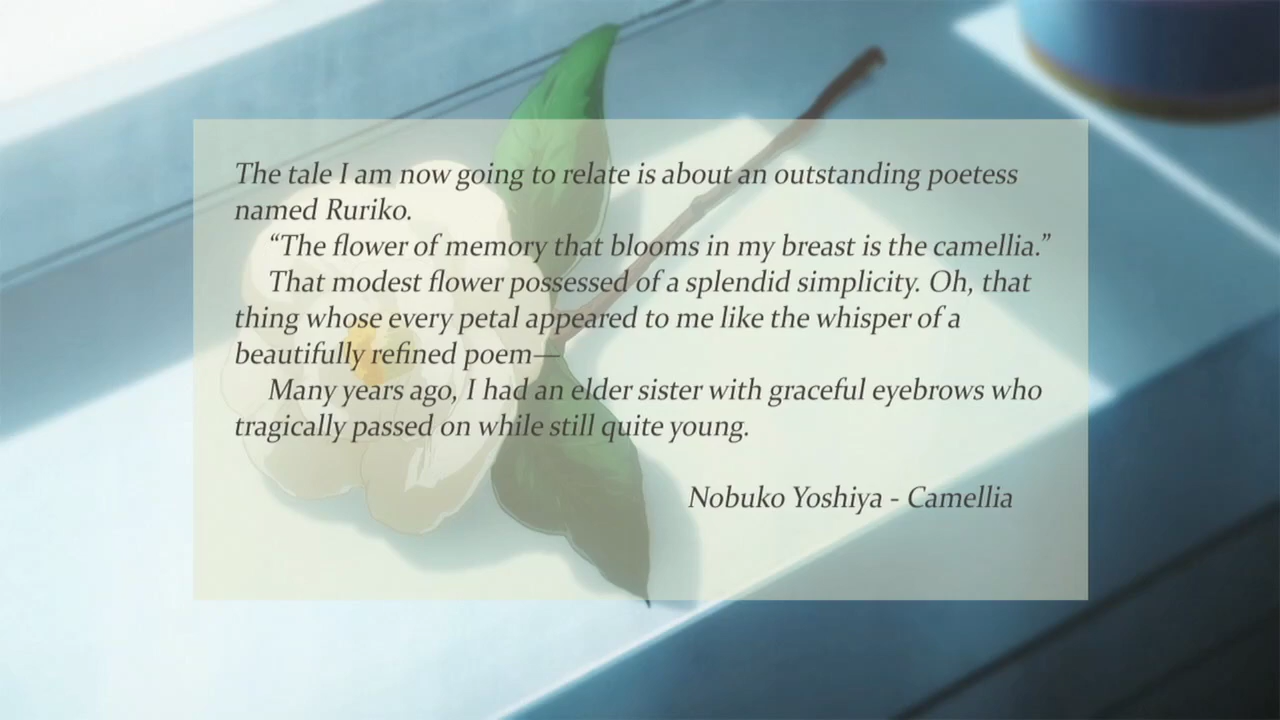 The tale I am now going to relate is about an outstanding poetess
named Ruriko.
“The flower of memory that blooms in my breast is the camellia.”
That modest flower possessed of a splendid simplicity. Oh, that
thing whose every petal appeared to me like the whisper of a
beautifully refined poem—
Many years ago, I had an elder sister with graceful eyebrows who
tragically passed on while still quite young.
Nobuko Yoshiya - Camellia